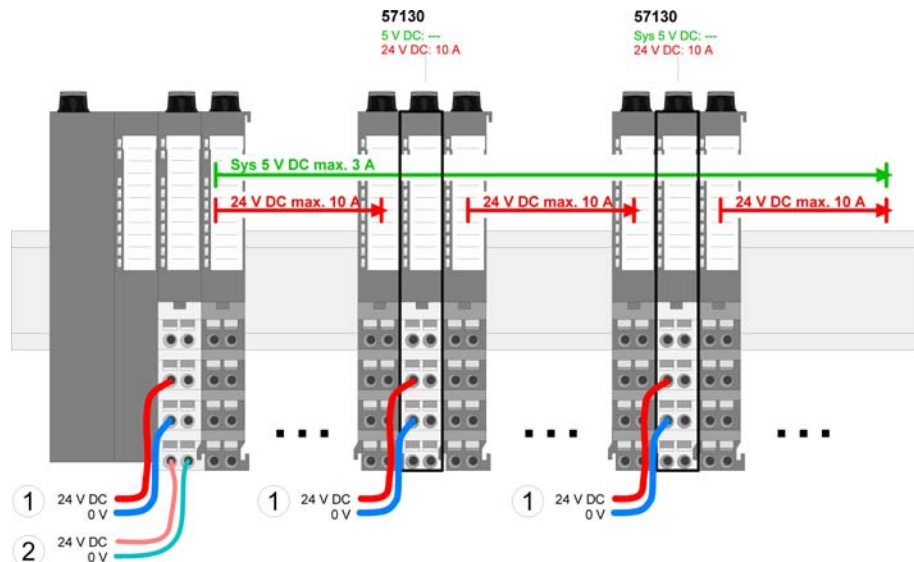 57130
5 V DC: ---
24 V DC: 10 A
57130
Sys 5 V DC: ---
24 V DC: 10 A
Sys 5 V DC max. 3 A
24 V DC max. 10 A
24 V DC max. 10 A
24 V DC max. 10 A
1
24 V DC
0 V
1
24 V DC
0 V
1
24 V DC
0 V
2
24 V DC
0 V